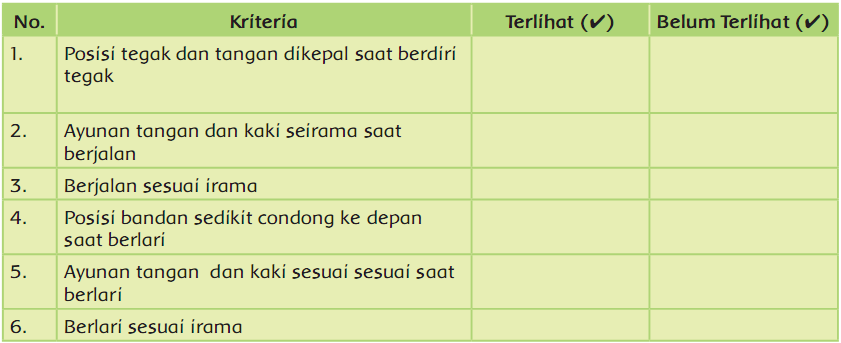 No. Kriteria Terlihat (✔) Belum Terlihat (✔)
1. Posisi tegak dan tangan dikepal saat berdiri
tegak
2. Ayunan tangan dan kaki seirama saat
berjalan
3. Berjalan sesuai irama
4. Posisi bandan sedikit condong ke depan
saat berlari
5. Ayunan tangan dan kaki sesuai sesuai saat
berlari
6. Berlari sesuai irama